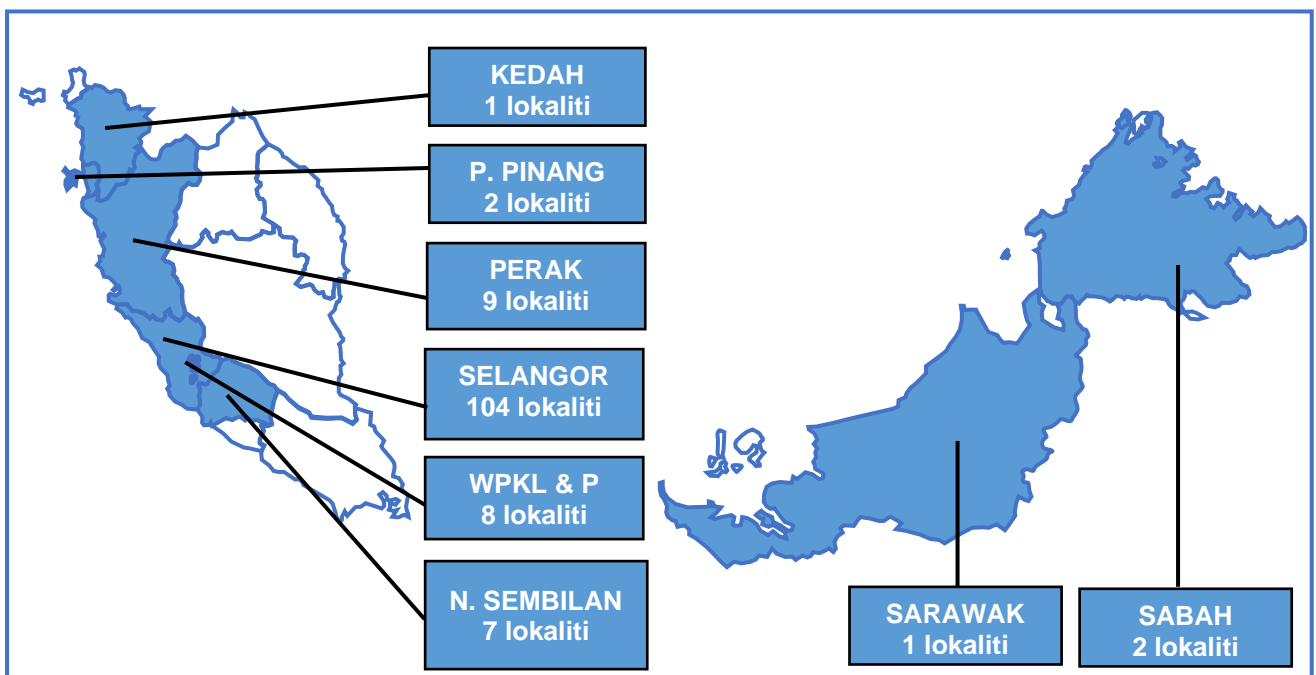 KEDAH
1 lokaliti
P. PINANG
2 lokaliti
PERAK
9 lokaliti
SELANGOR
104 lokaliti
WPKL & P
8 lokaliti
N. SEMBILAN
7 lokaliti
SARAWAK
1 lokaliti
SABAH
2 lokaliti